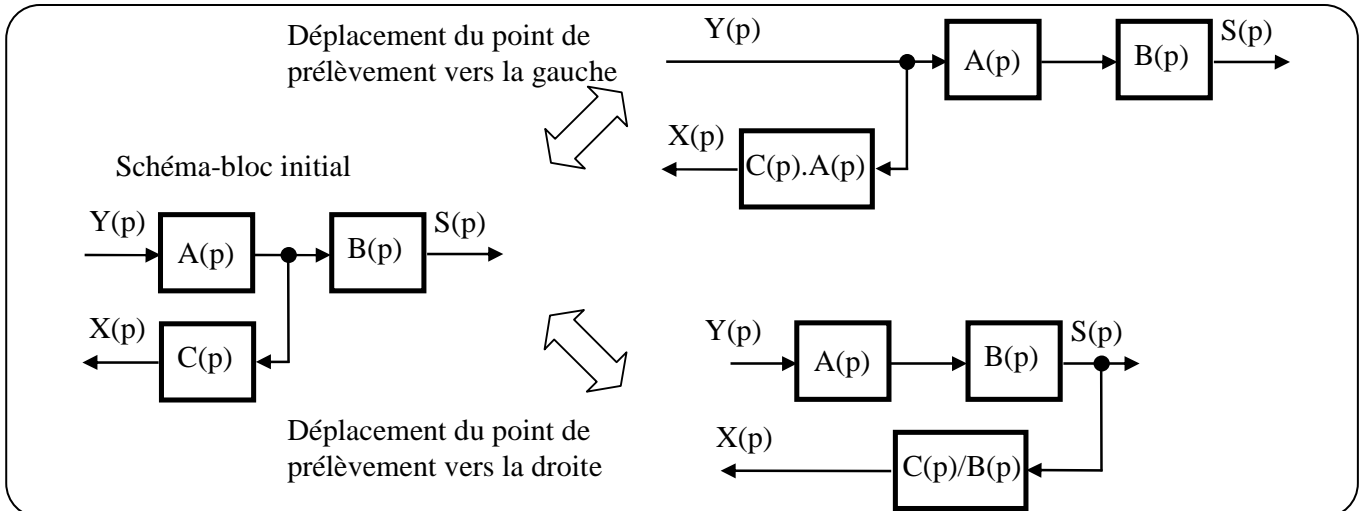 Déplacement du point de
prélèvement vers la gauche
Y(p)
A(p)
B(p)
S(p)
X(p)
C(p).A(p)
Schéma-bloc initial
Y(p)
A(p)
B(p)
S(p)
X(p)
C(p)
Y(p)
A(p)
B(p)
S(p)
X(p)
C(p)/B(p)
Déplacement du point de
prélèvement vers la droite